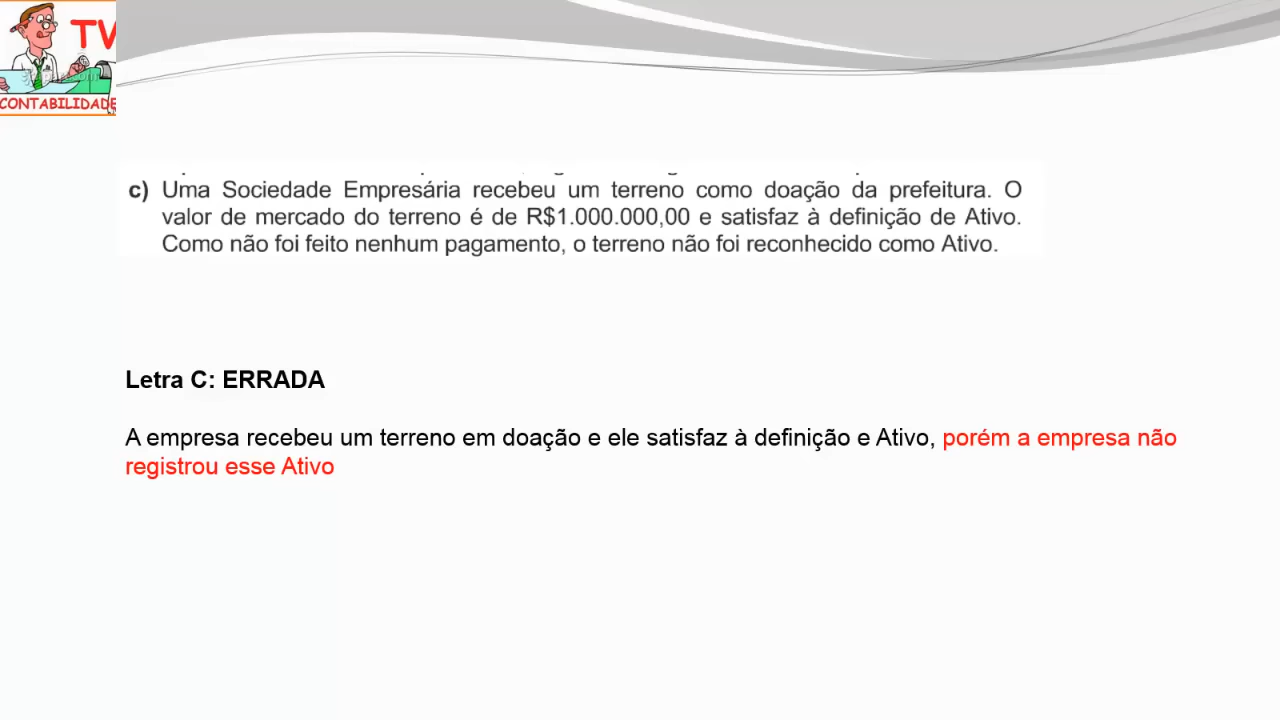 TV
CONTABILIDADE
c) Uma Sociedade Empresária recebeu um terreno como doação da prefeitura. O
valor de mercado do terreno é de R$1.000.000,00 e satisfaz à definição de Ativo.
Como não foi feito nenhum pagamento, o terreno não foi reconhecido como Ativo.
Letra C: ERRADA
A empresa recebeu um terreno em doação e ele satisfaz à definição e Ativo, porém a empresa não
registrou esse Ativo